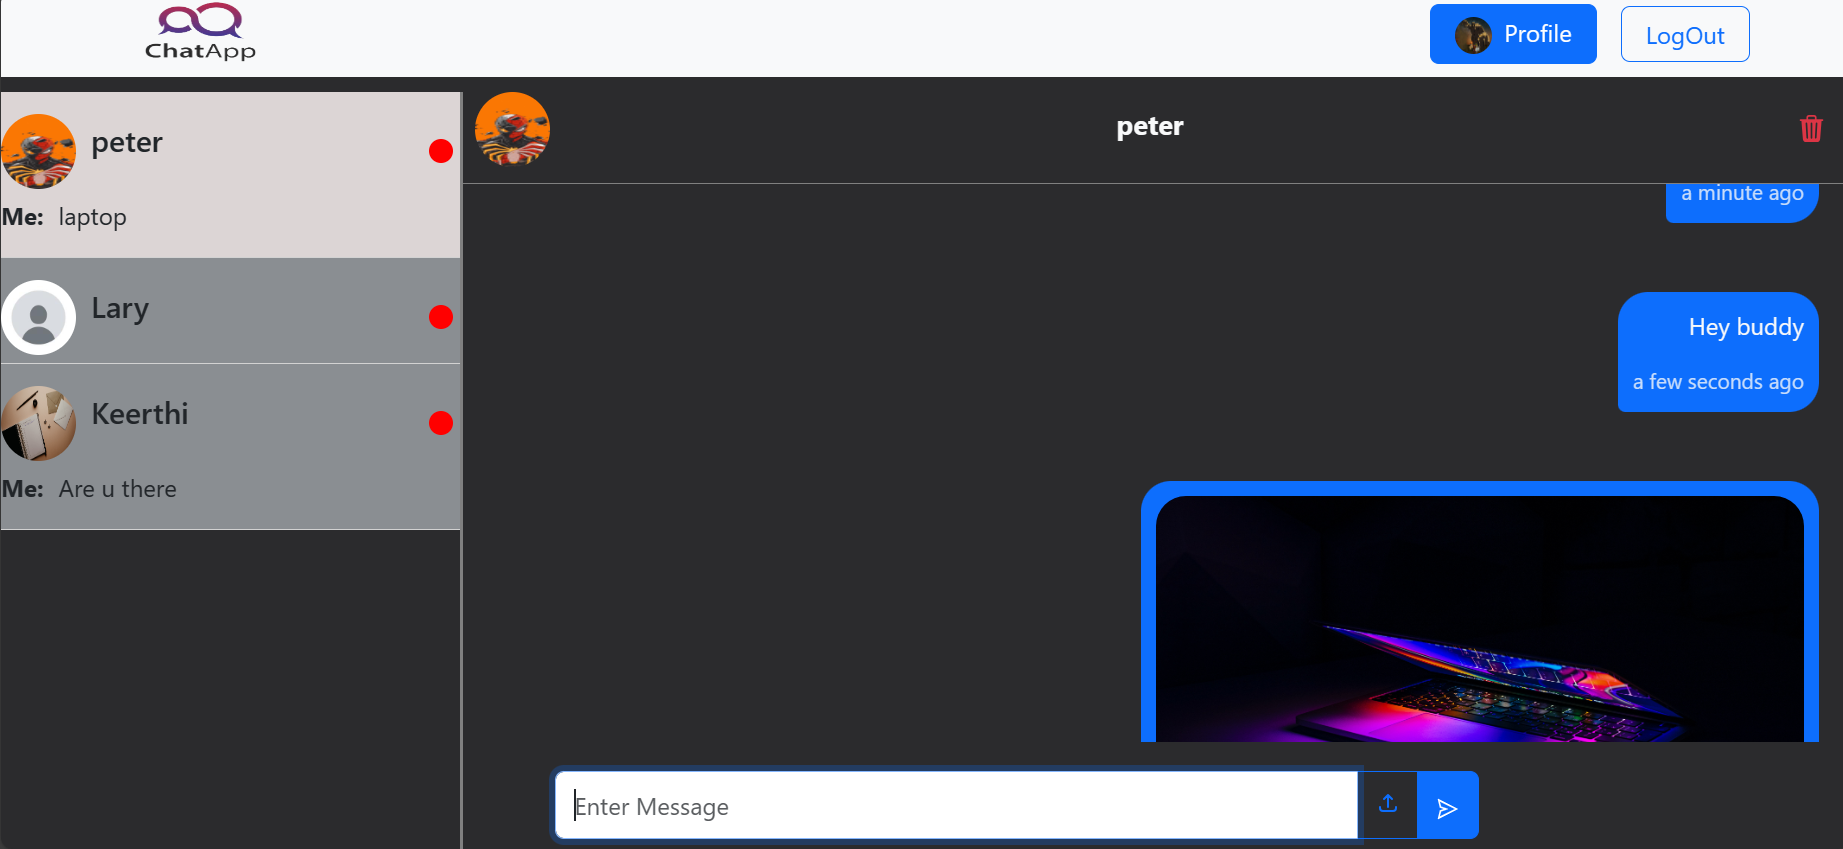 ChatApp
Profile
LogOut
peter
Me: laptop
Lary
Keerthi
Me: Are u there
peter
a minute ago
Hey buddy
a few seconds ago
Enter Message